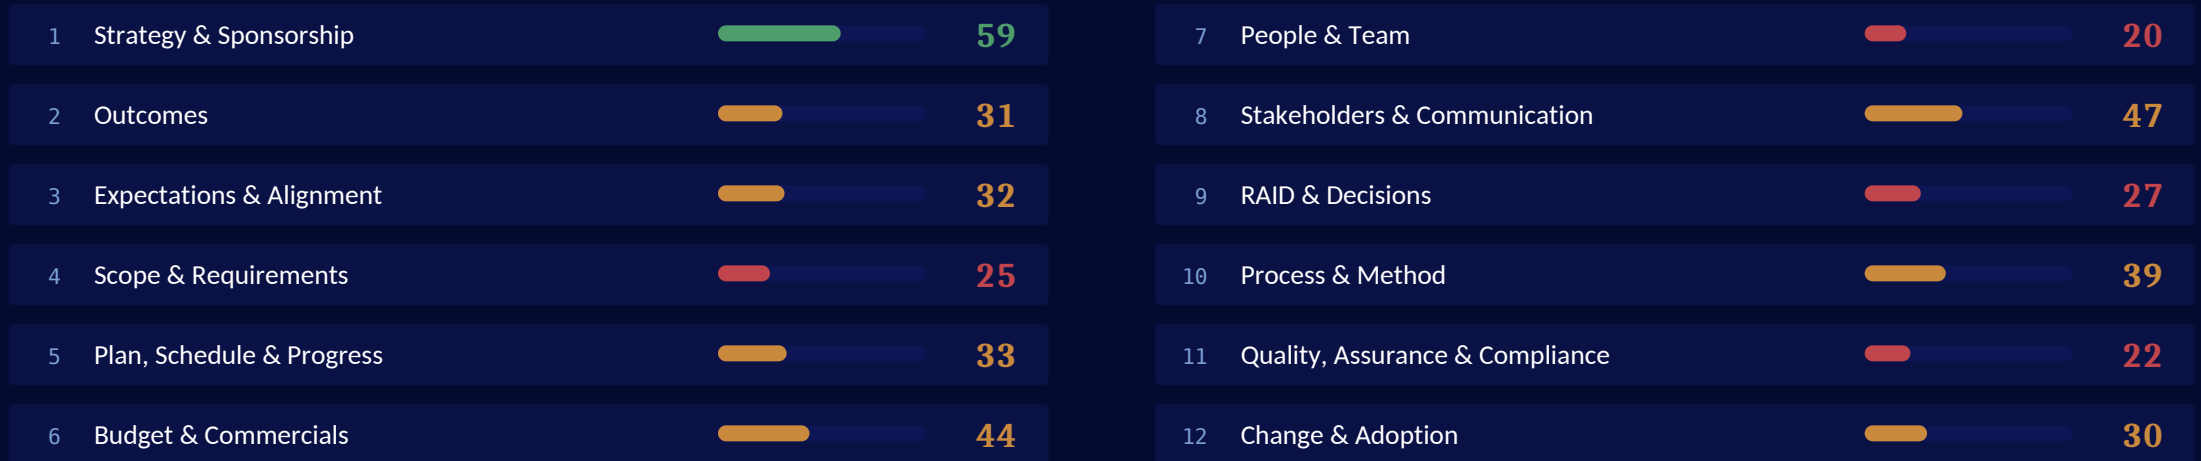 1 Strategy & Sponsorship 59
2 Outcomes 31
3 Expectations & Alignment 32
4 Scope & Requirements 25
5 Plan, Schedule & Progress 33
6 Budget & Commercials 44
7 People & Team 20
8 Stakeholders & Communication 47
9 RAID & Decisions 27
10 Process & Method 39
11 Quality, Assurance & Compliance 22
12 Change & Adoption 30